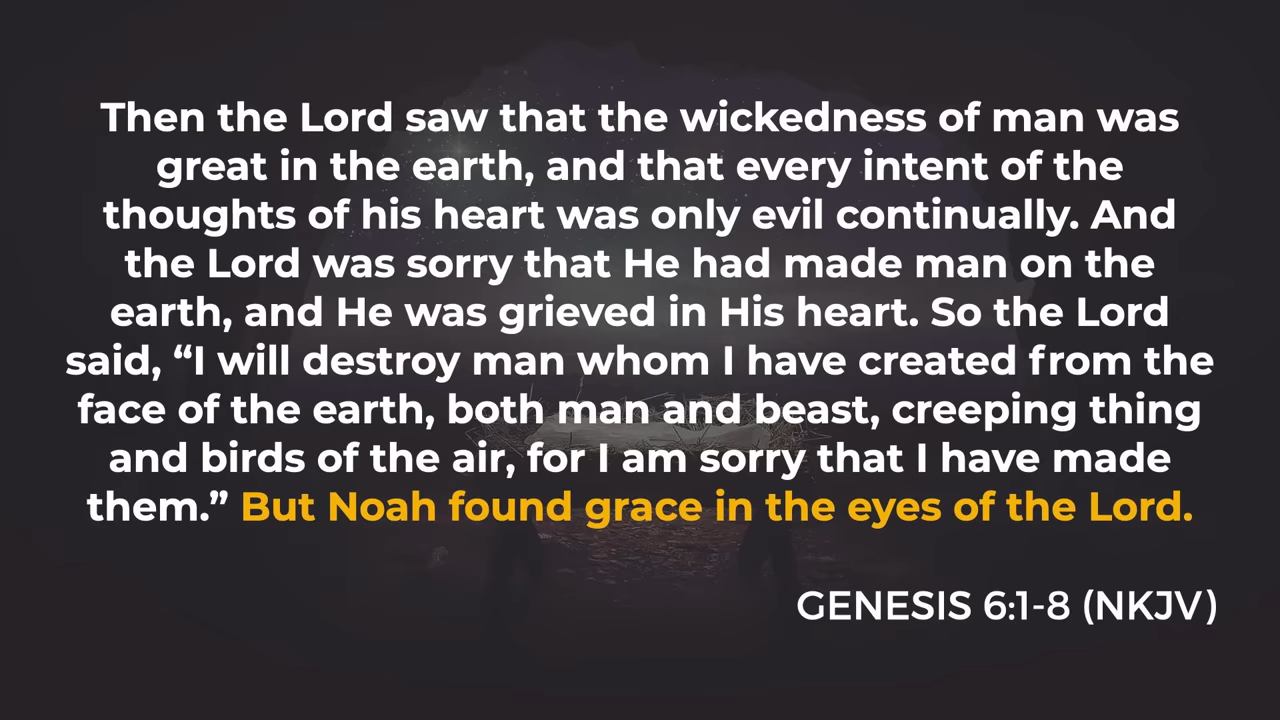 Then the Lord saw that the wickedness of man was
great in the earth, and that every intent of the
thoughts of his heart was only evil continually. And
the Lord was sorry that He had made man on the
earth, and He was grieved in His heart. So the Lord
said, “I will destroy man whom I have created from the
face of the earth, both man and beast, creeping thing
and birds of the air, for I am sorry that I have made
them.” But Noah found grace in the eyes of the Lord.
GENESIS 6:1-8 (NKJV)